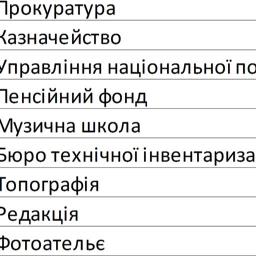 Прокуратура
Казначейство
Управління національної по
Пенсійний фонд
Музична школа
Бюро технічної інвентариза
Топографія
Редакція
Фотоательє